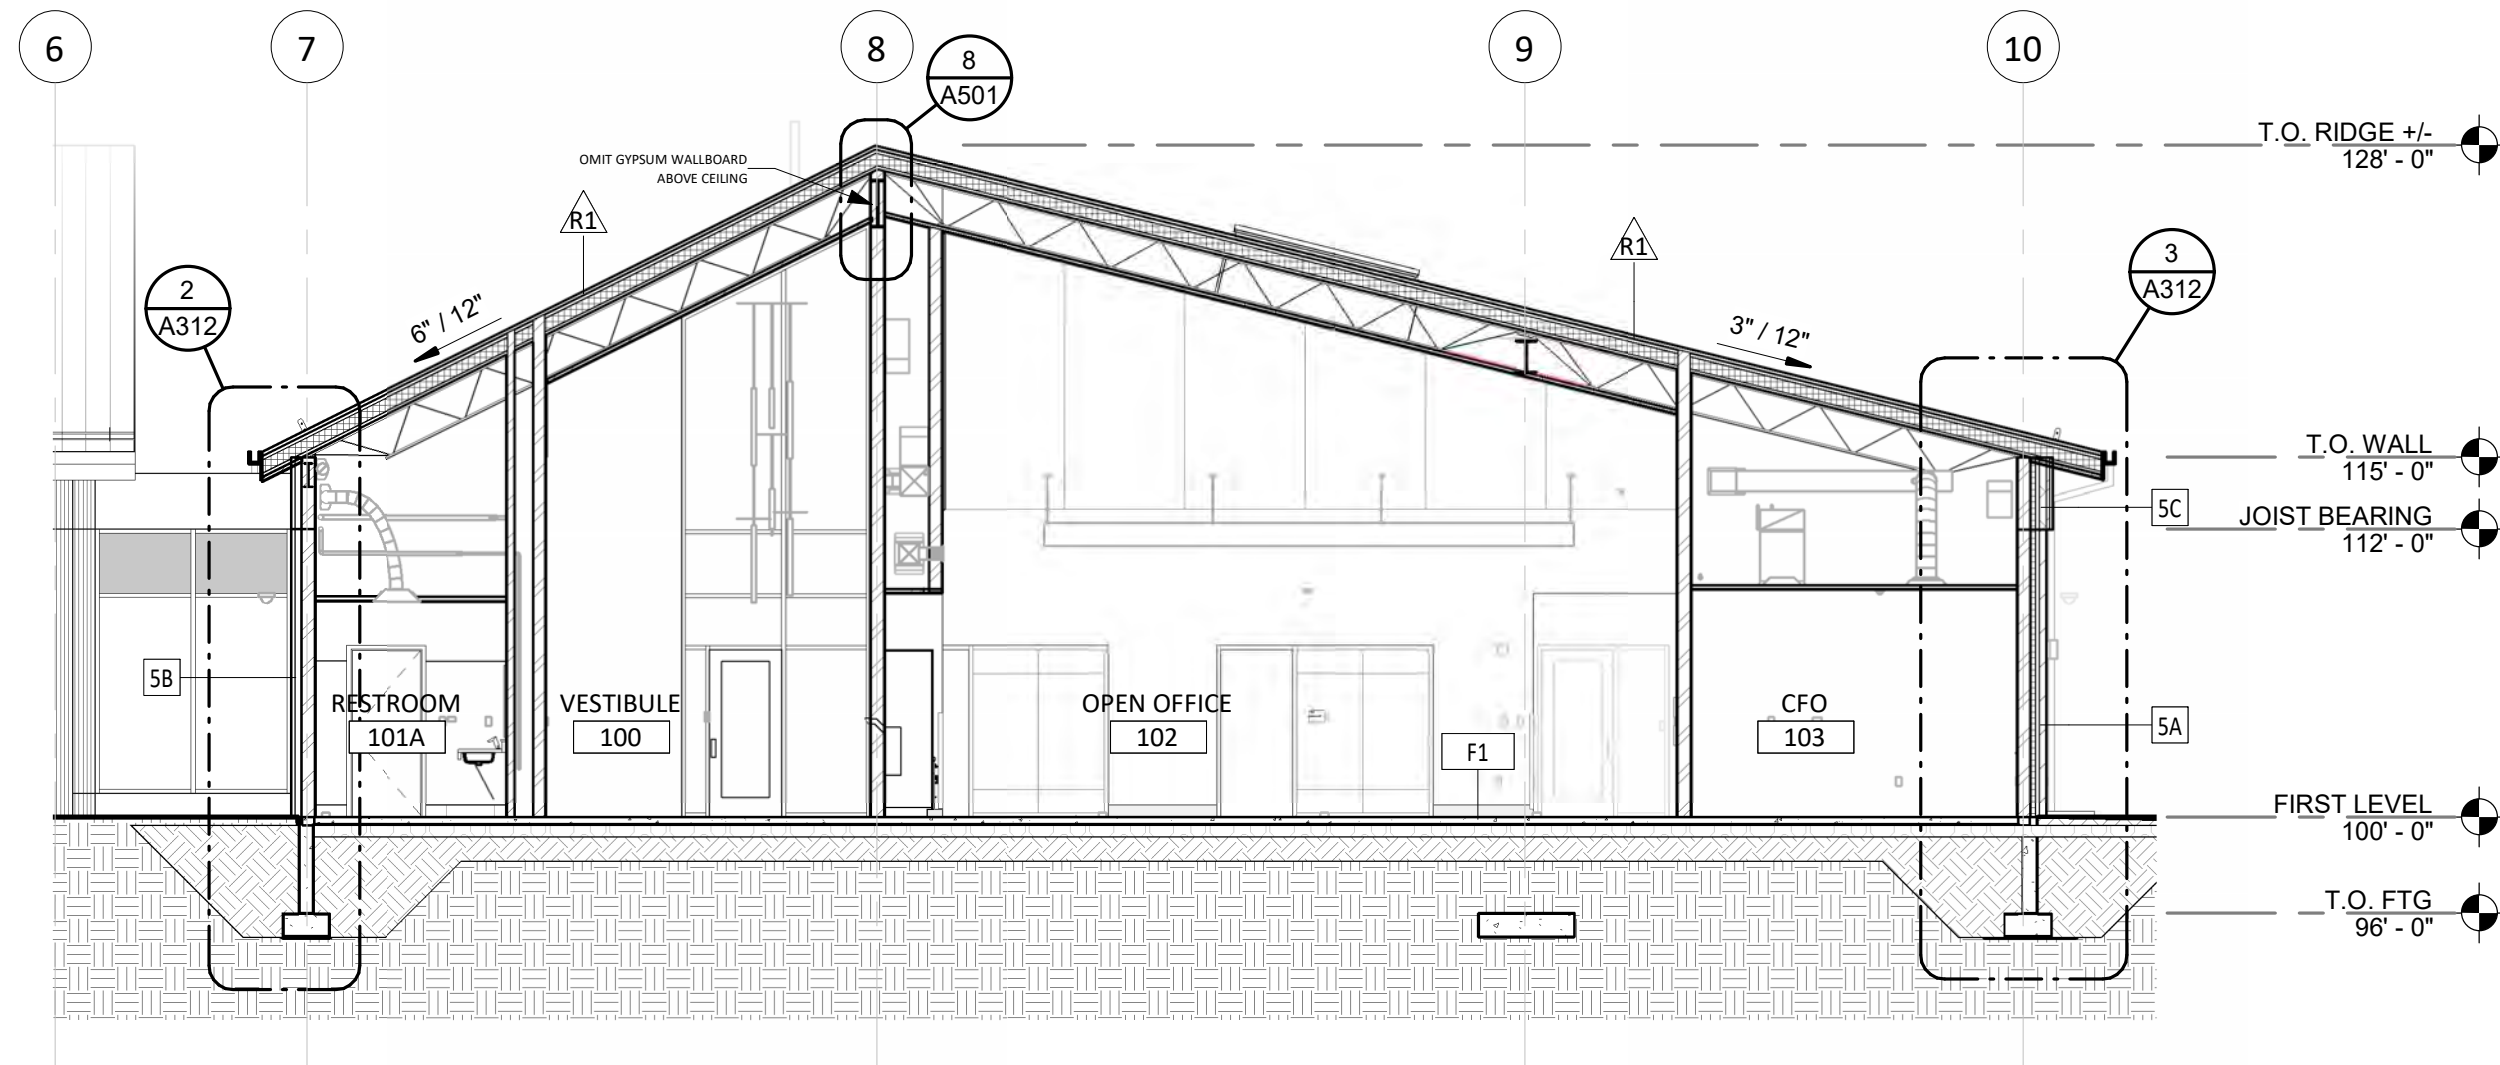 6
7
8
9
10
8
A501
T.O. RIDGE +/-
128' - 0"
OMIT GYPSUM WALLBOARD
ABOVE CEILING
R1
R1
2
A312
3
A312
6" / 12"
3" / 12"
T.O. WALL
115' - 0"
5C
JOIST BEARING
112' - 0"
5B
RESTROOM
101A
VESTIBULE
100
OPEN OFFICE
102
F1
CFO
103
5A
FIRST LEVEL
100' - 0"
T.O. FTG
96' - 0"